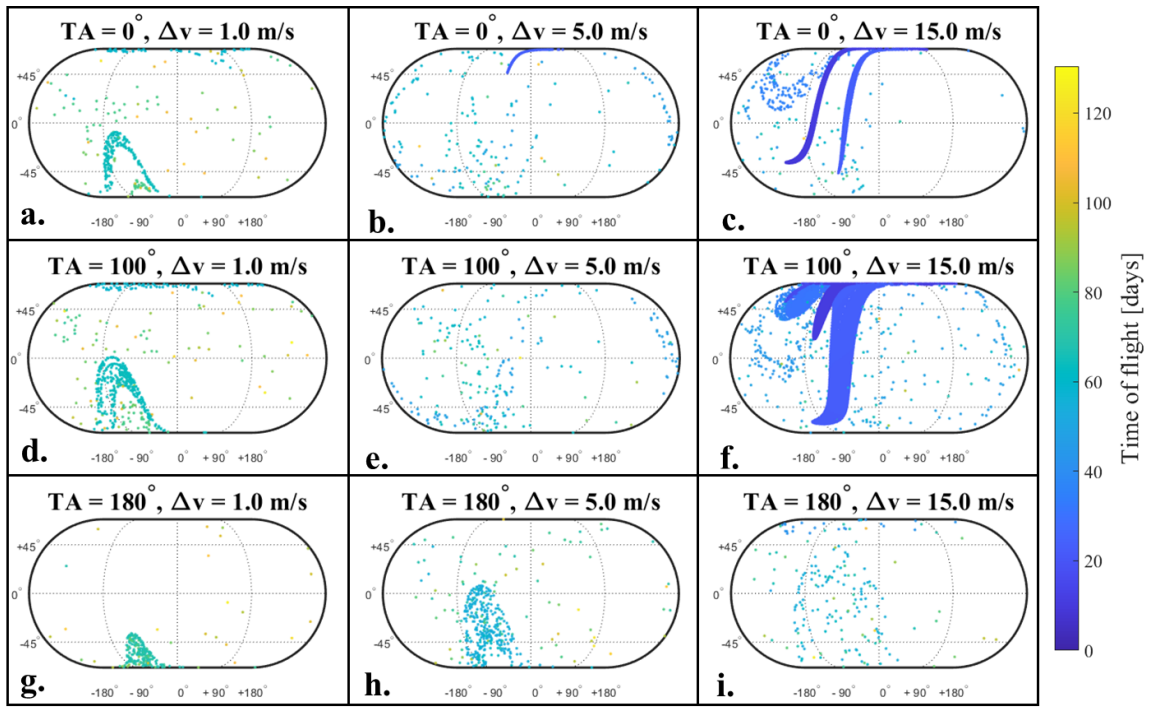 TA = 0°, Δv = 1.0 m/s
+45°
0°
-45°
-180° -90° 0° +90° +180°
a.
TA = 0°, Δv = 5.0 m/s
+45°
0°
-45°
-180° -90° 0° +90° +180°
b.
TA = 0°, Δv = 15.0 m/s
+45°
0°
-45°
-180° -90° 0° +90° +180°
c.
TA = 100°, Δv = 1.0 m/s
+45°
0°
-45°
-180° -90° 0° +90° +180°
d.
TA = 100°, Δv = 5.0 m/s
+45°
0°
-45°
-180° -90° 0° +90° +180°
e.
TA = 100°, Δv = 15.0 m/s
+45°
0°
-45°
-180° -90° 0° +90° +180°
f.
TA = 180°, Δv = 1.0 m/s
+45°
0°
-45°
-180° -90° 0° +90° +180°
g.
TA = 180°, Δv = 5.0 m/s
+45°
0°
-45°
-180° -90° 0° +90° +180°
h.
TA = 180°, Δv = 15.0 m/s
+45°
0°
-45°
-180° -90° 0° +90° +180°
i.
120
100
80
60
40
20
0
Time of flight [days]